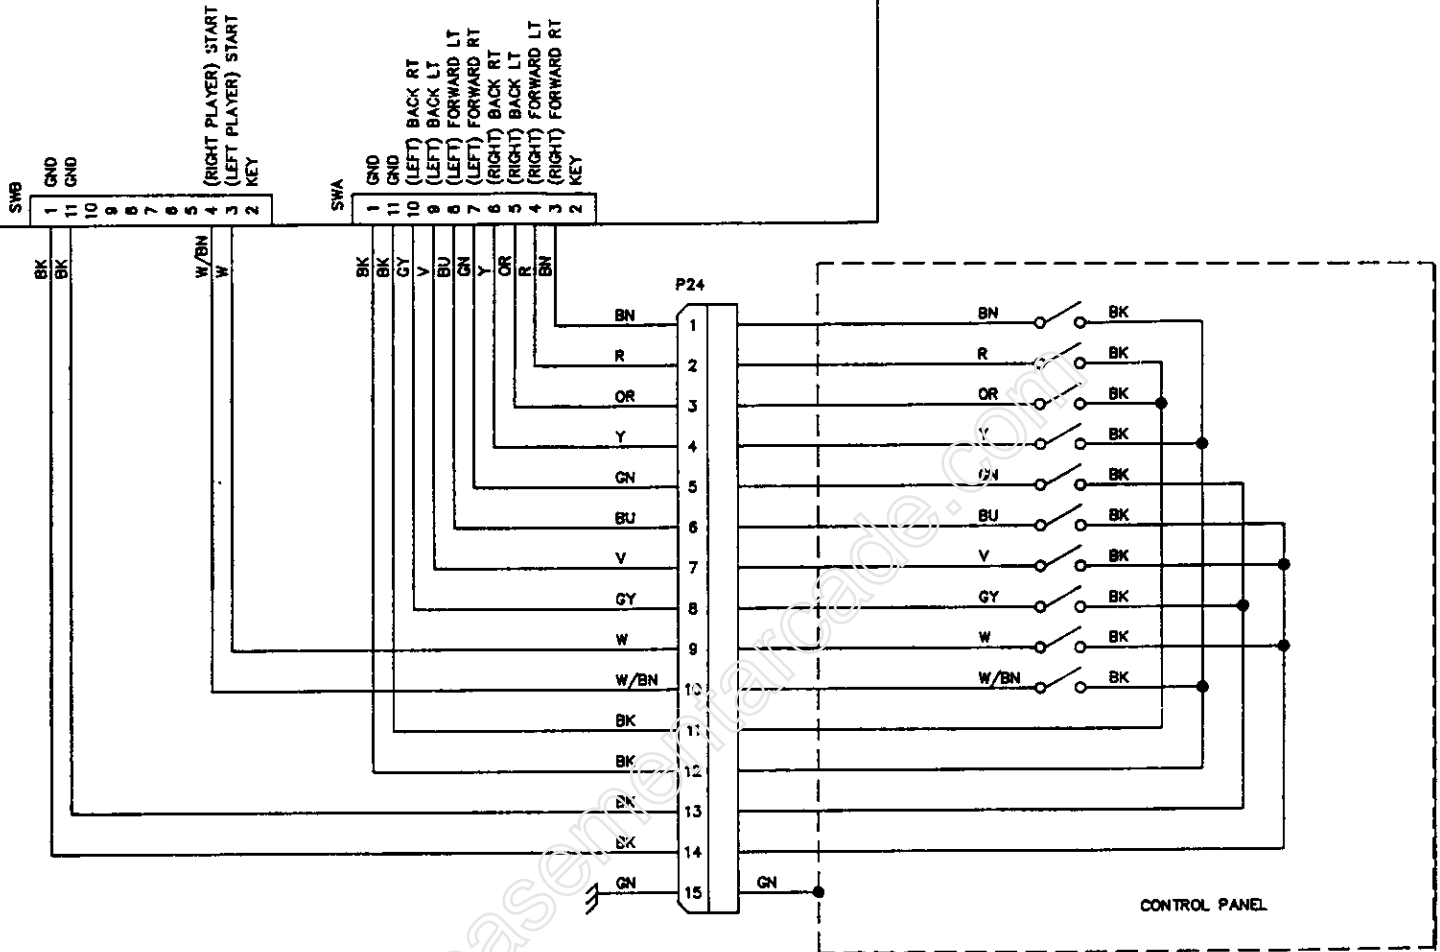 SWB
1 GND
11 GND
10
9
8
7
6
5
4 (RIGHT PLAYER) START
3 (LEFT PLAYER) START
2 KEY
SWA
1 GND
11 GND
10 (LEFT) BACK RT
9 (LEFT) BACK LT
8 (LEFT) FORWARD LT
7 (LEFT) FORWARD RT
6 (RIGHT) BACK RT
5 (RIGHT) BACK LT
4 (RIGHT) FORWARD LT
3 (RIGHT) FORWARD RT
2 KEY
BK
BK
W/BN
W
BK
BK
GY
V
BU
GN
Y
OR
R
BN
P24
BN 1 BN BK
R 2 R BK
OR 3 OR BK
Y 4 Y BK
GN 5 GN BK
BU 6 BU BK
V 7 V BK
GY 8 GY BK
W 9 W BK
W/BN 10 W/BN BK
BK 11
BK 12
BK 13
BK 14
GN 15 GN
CONTROL PANEL
basementarcade.com